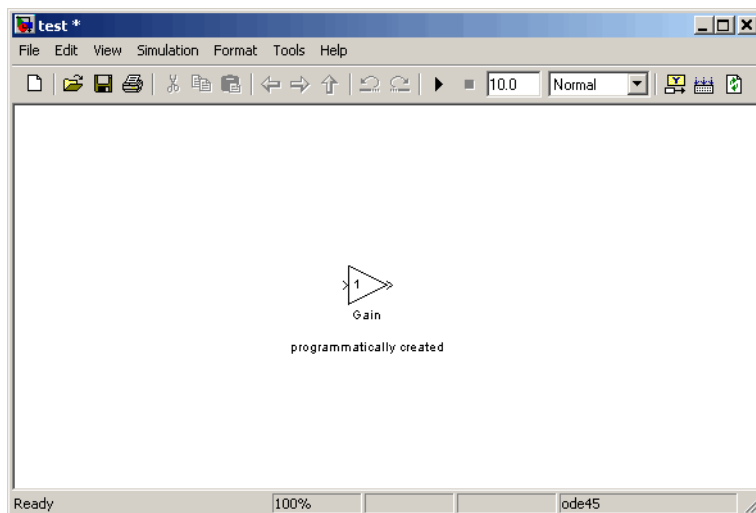 test *
File Edit View Simulation Format Tools Help
10.0 Normal
1
Gain
programmatically created
Ready 100% ode45